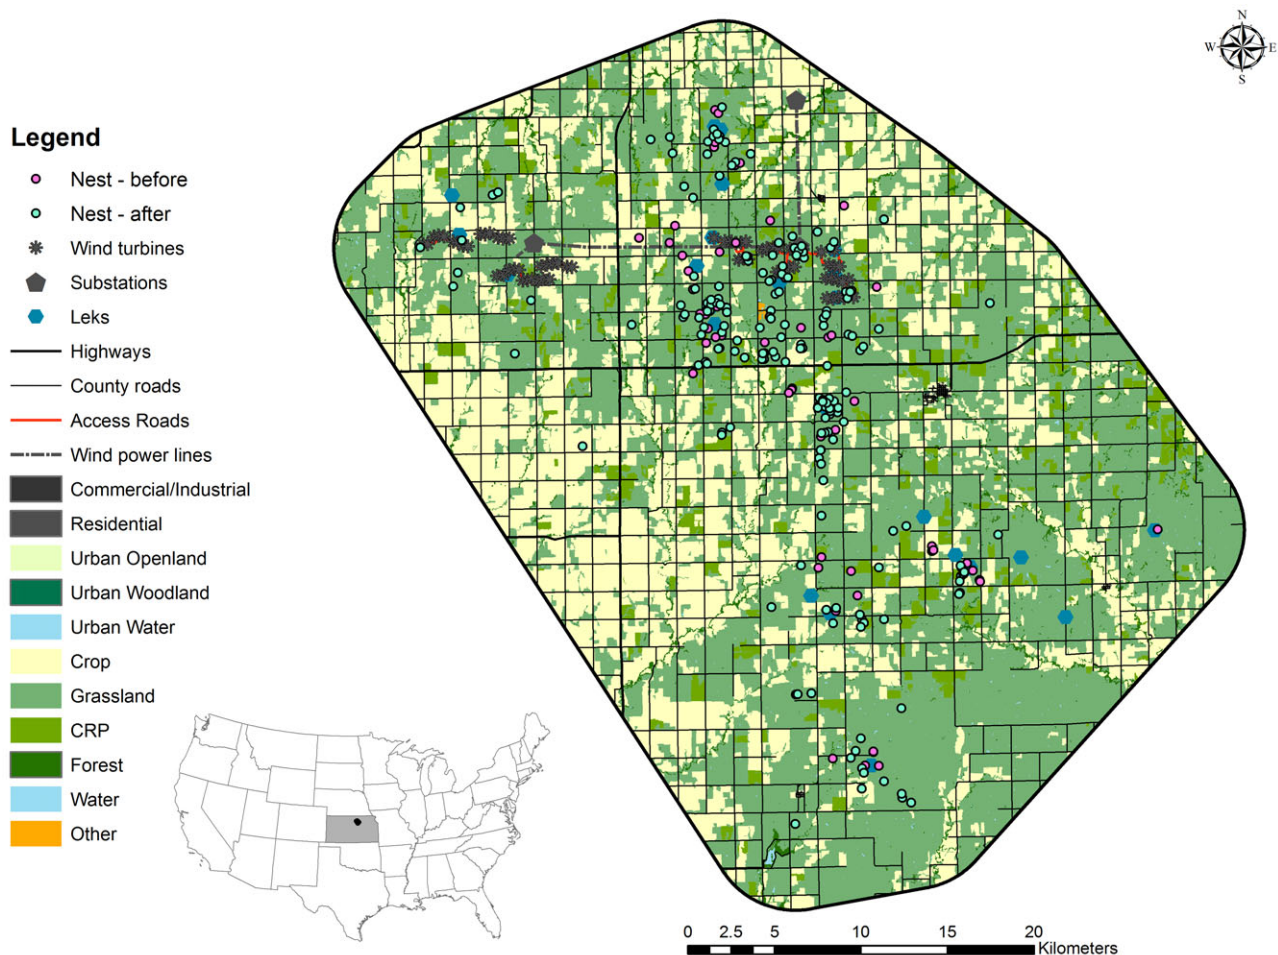 N
W E
S
Legend
Nest - before
Nest - after
Wind turbines
Substations
Leks
Highways
County roads
Access Roads
Wind power lines
Commercial/Industrial
Residential
Urban Openland
Urban Woodland
Urban Water
Crop
Grassland
CRP
Forest
Water
Other
0 2.5 5 10 15 20
Kilometers